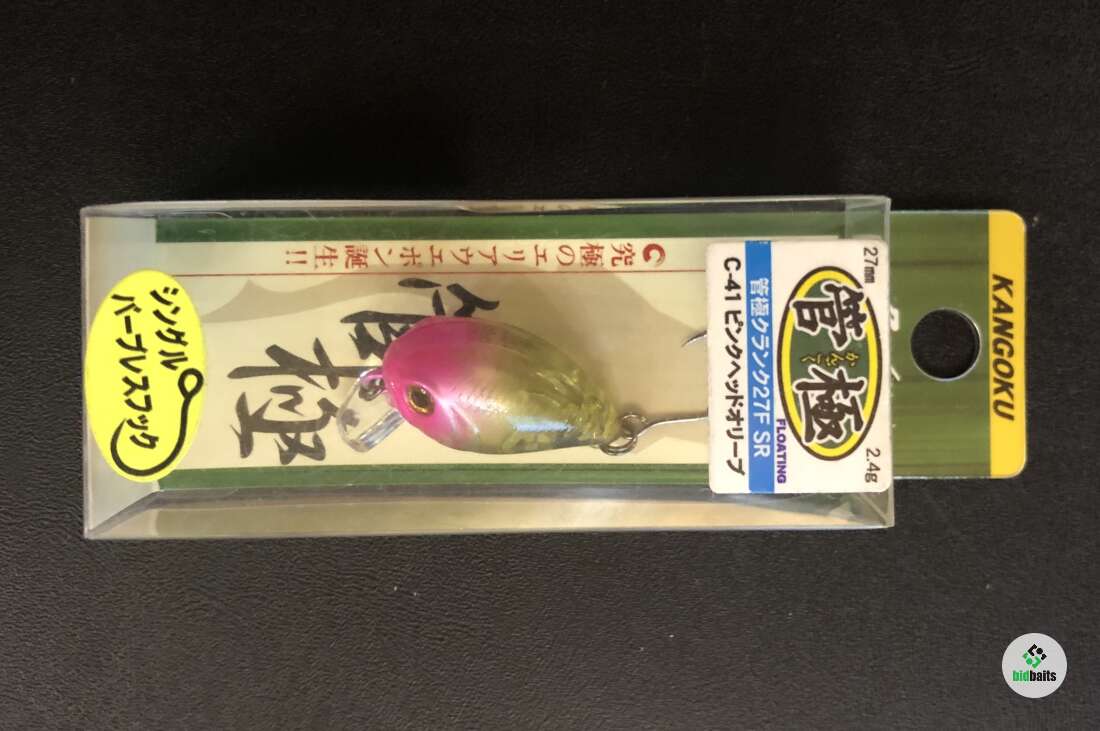 KANGOKU
27mm
管極
かんごく
2.4g
FLOATING
管極クランク27F SR
C-41 ピンクヘッドオリーブ
究極のエリアウエポン誕生!!
管極
シングル
バーブレスフック
bidbaits